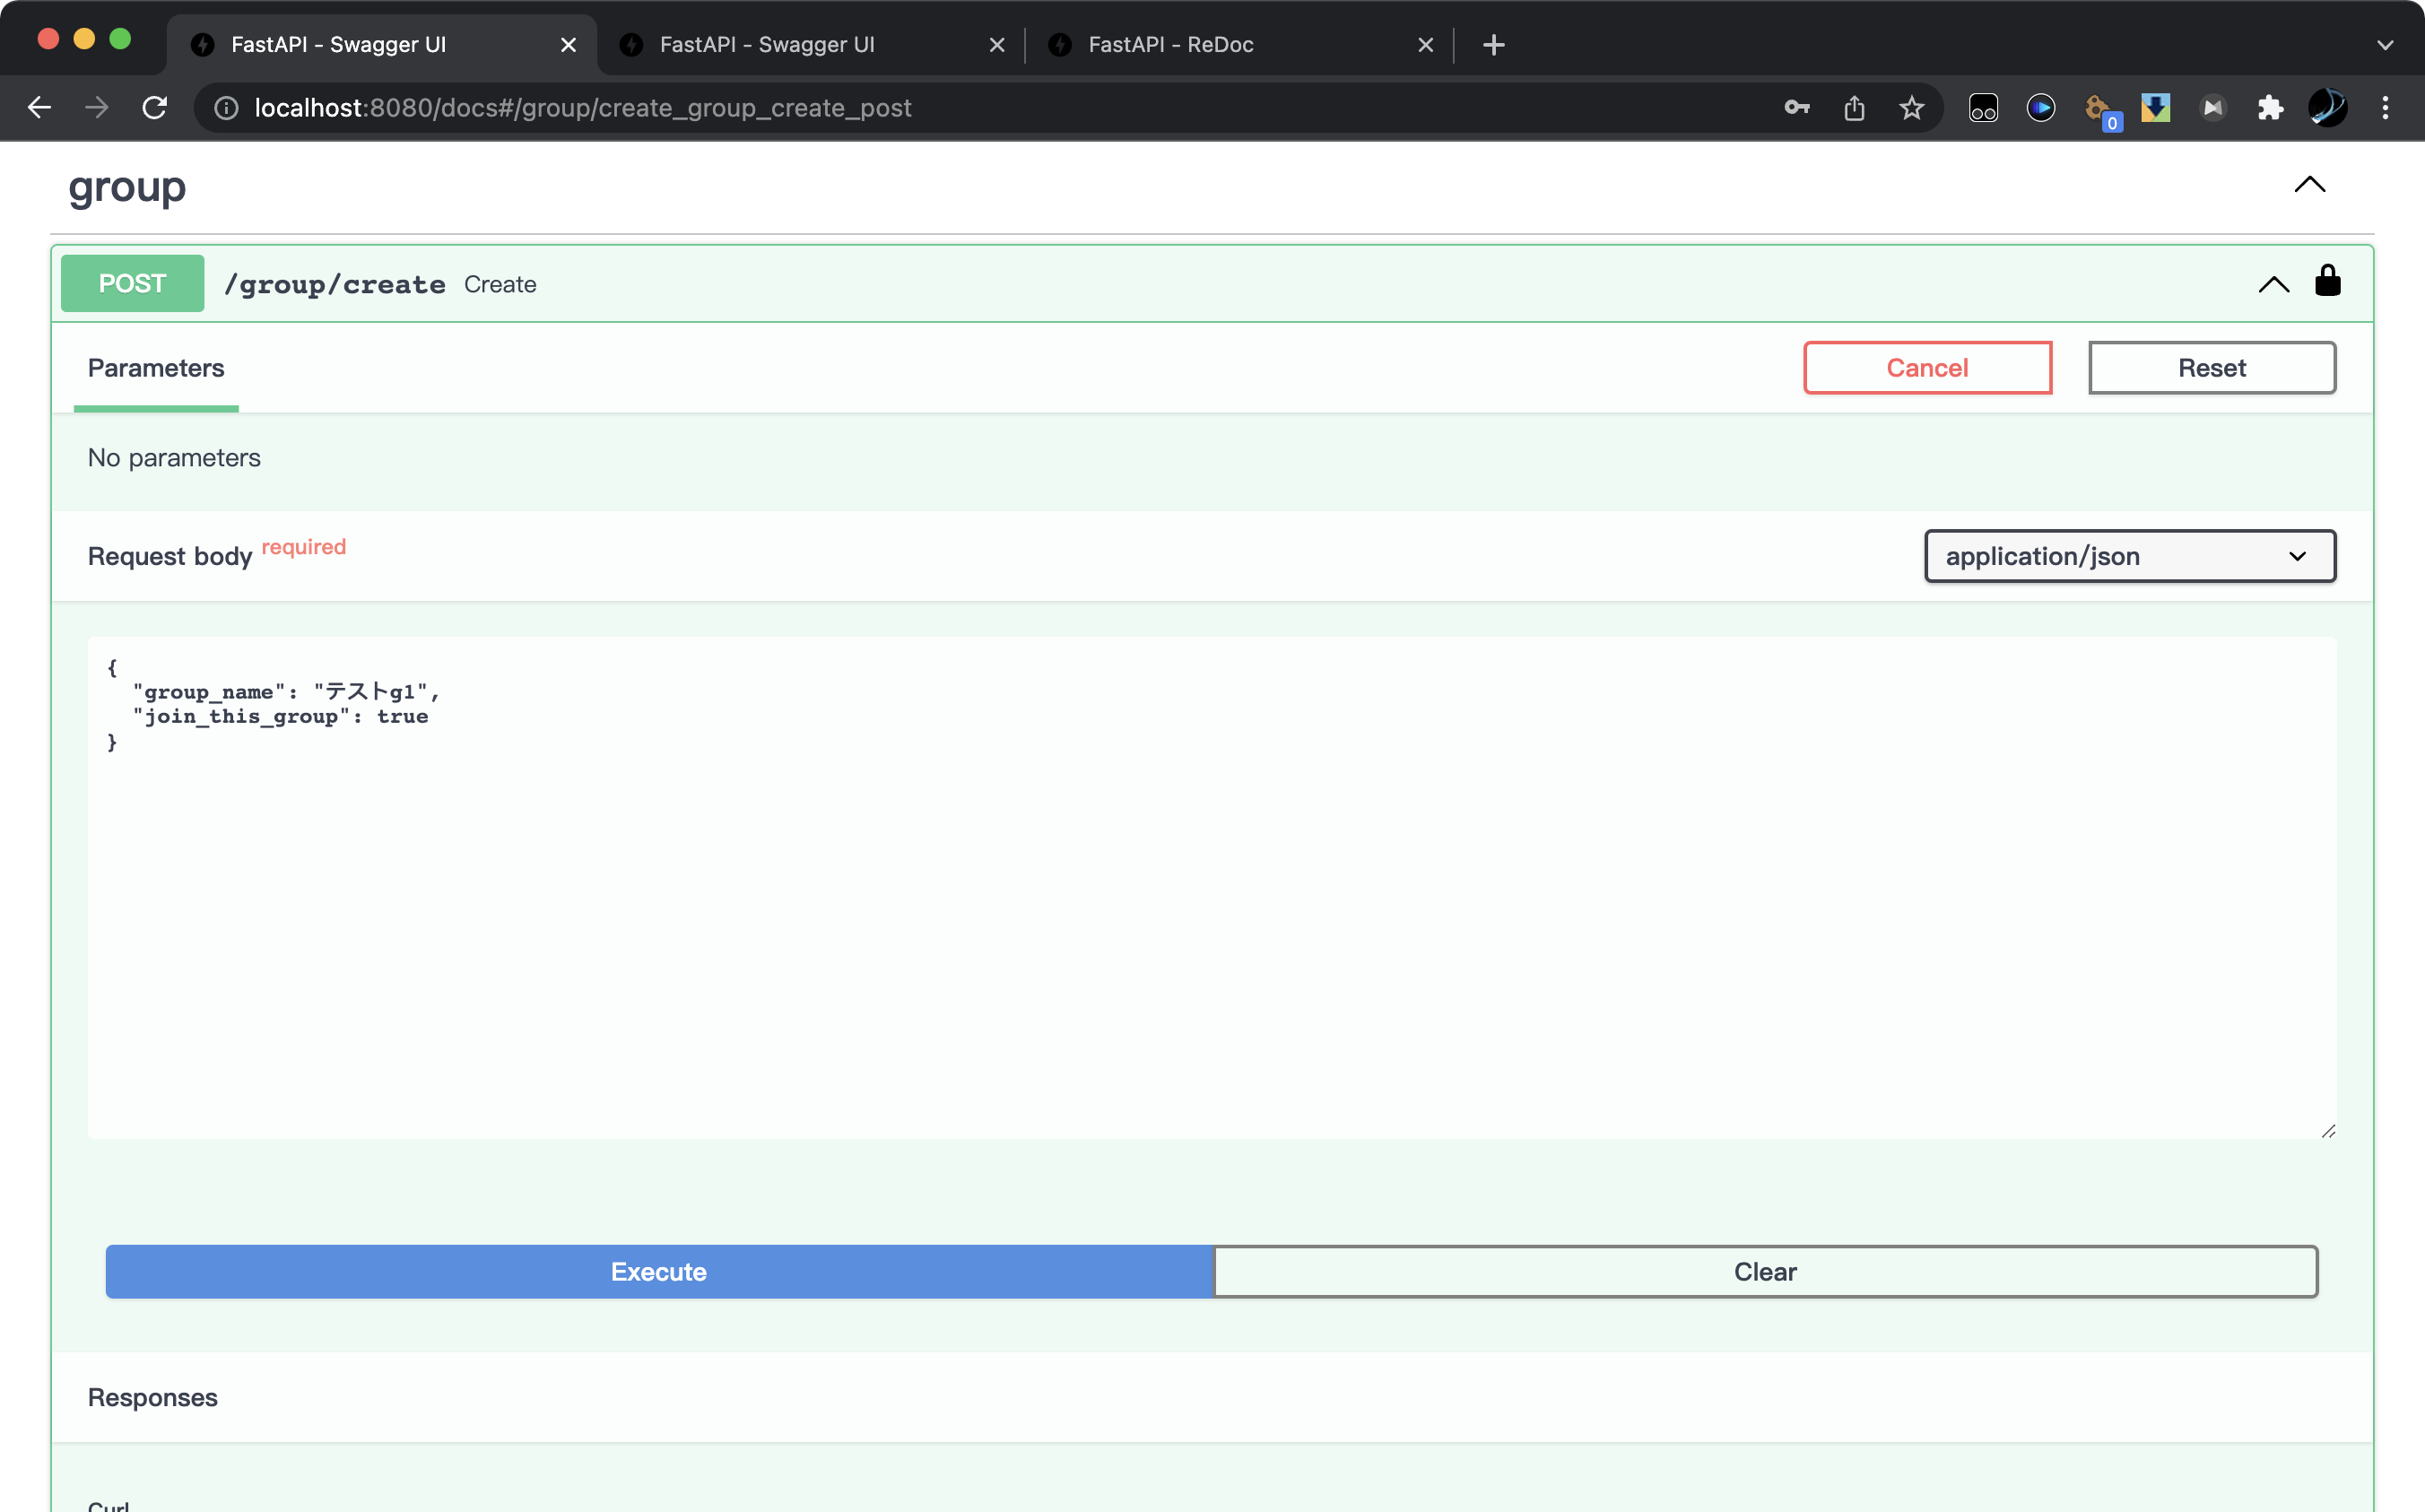 FastAPI - Swagger UI
FastAPI - Swagger UI
FastAPI - ReDoc
localhost:8080/docs#/group/create_group_create_post
0
group
POST /group/create Create
Parameters
Cancel
Reset
No parameters
Request body required
application/json
{
"group_name": "テストg1",
"join_this_group": true
}
Execute
Clear
Responses
Curl